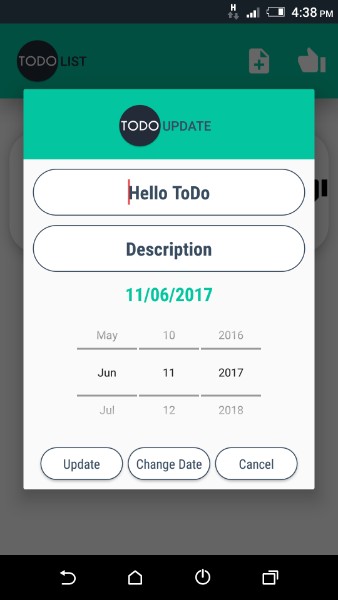 H 4:38 PM
TODO LIST
TODO UPDATE
Hello ToDo
Description
11/06/2017
May 10 2016
Jun 11 2017
Jul 12 2018
Update Change Date Cancel